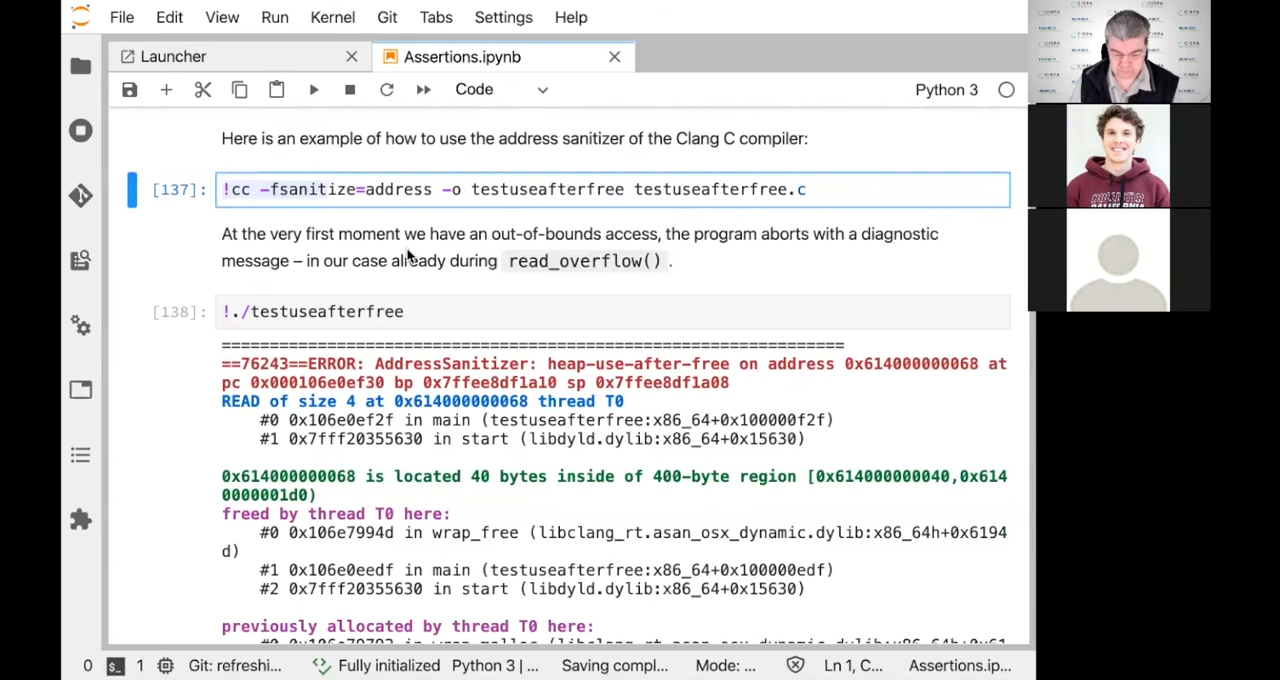 File Edit View Run Kernel Git Tabs Settings Help
Launcher
Assertions.ipynb
Code
Python 3
Here is an example of how to use the address sanitizer of the Clang C compiler:
[137]: !cc -fsanitize=address -o testuseafterfree testuseafterfree.c
At the very first moment we have an out-of-bounds access, the program aborts with a diagnostic
message – in our case already during read_overflow() .
[138]: !./testuseafterfree
=================================================================
==76243==ERROR: AddressSanitizer: heap-use-after-free on address 0x614000000068 at
pc 0x000106e0ef30 bp 0x7ffee8df1a10 sp 0x7ffee8df1a08
READ of size 4 at 0x614000000068 thread T0
#0 0x106e0ef2f in main (testuseafterfree:x86_64+0x100000f2f)
#1 0x7fff20355630 in start (libdyld.dylib:x86_64+0x15630)
0x614000000068 is located 40 bytes inside of 400-byte region [0x614000000040,0x614
0000001d0)
freed by thread T0 here:
#0 0x106e7994d in wrap_free (libclang_rt.asan_osx_dynamic.dylib:x86_64h+0x6194
d)
#1 0x106e0eedf in main (testuseafterfree:x86_64+0x100000edf)
#2 0x7fff20355630 in start (libdyld.dylib:x86_64+0x15630)
previously allocated by thread T0 here:
0 1 Git: refreshi... Fully initialized Python 3 | ... Saving compl... Mode: ... Ln 1, C... Assertions.ip...